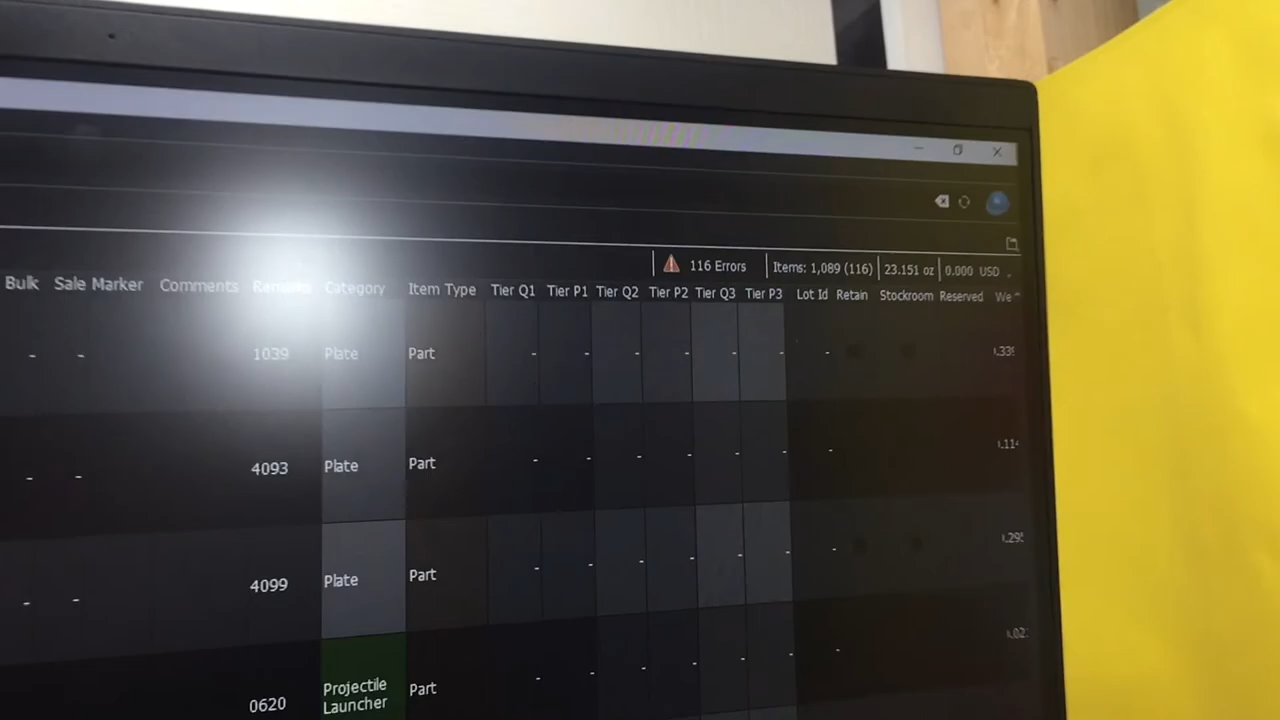 116 Errors Items: 1,089 (116) 23.151 oz 0.000 USD
Bulk Sale Marker Comments Remarks Category Item Type Tier Q1 Tier P1 Tier Q2 Tier P2 Tier Q3 Tier P3 Lot Id Retain Stockroom Reserved We
- - 1039 Plate Part - - - - - - -
- - 4093 Plate Part - - - - - - -
- - 4099 Plate Part - - - - - - -
0620 Projectile Launcher Part - - - - - - -